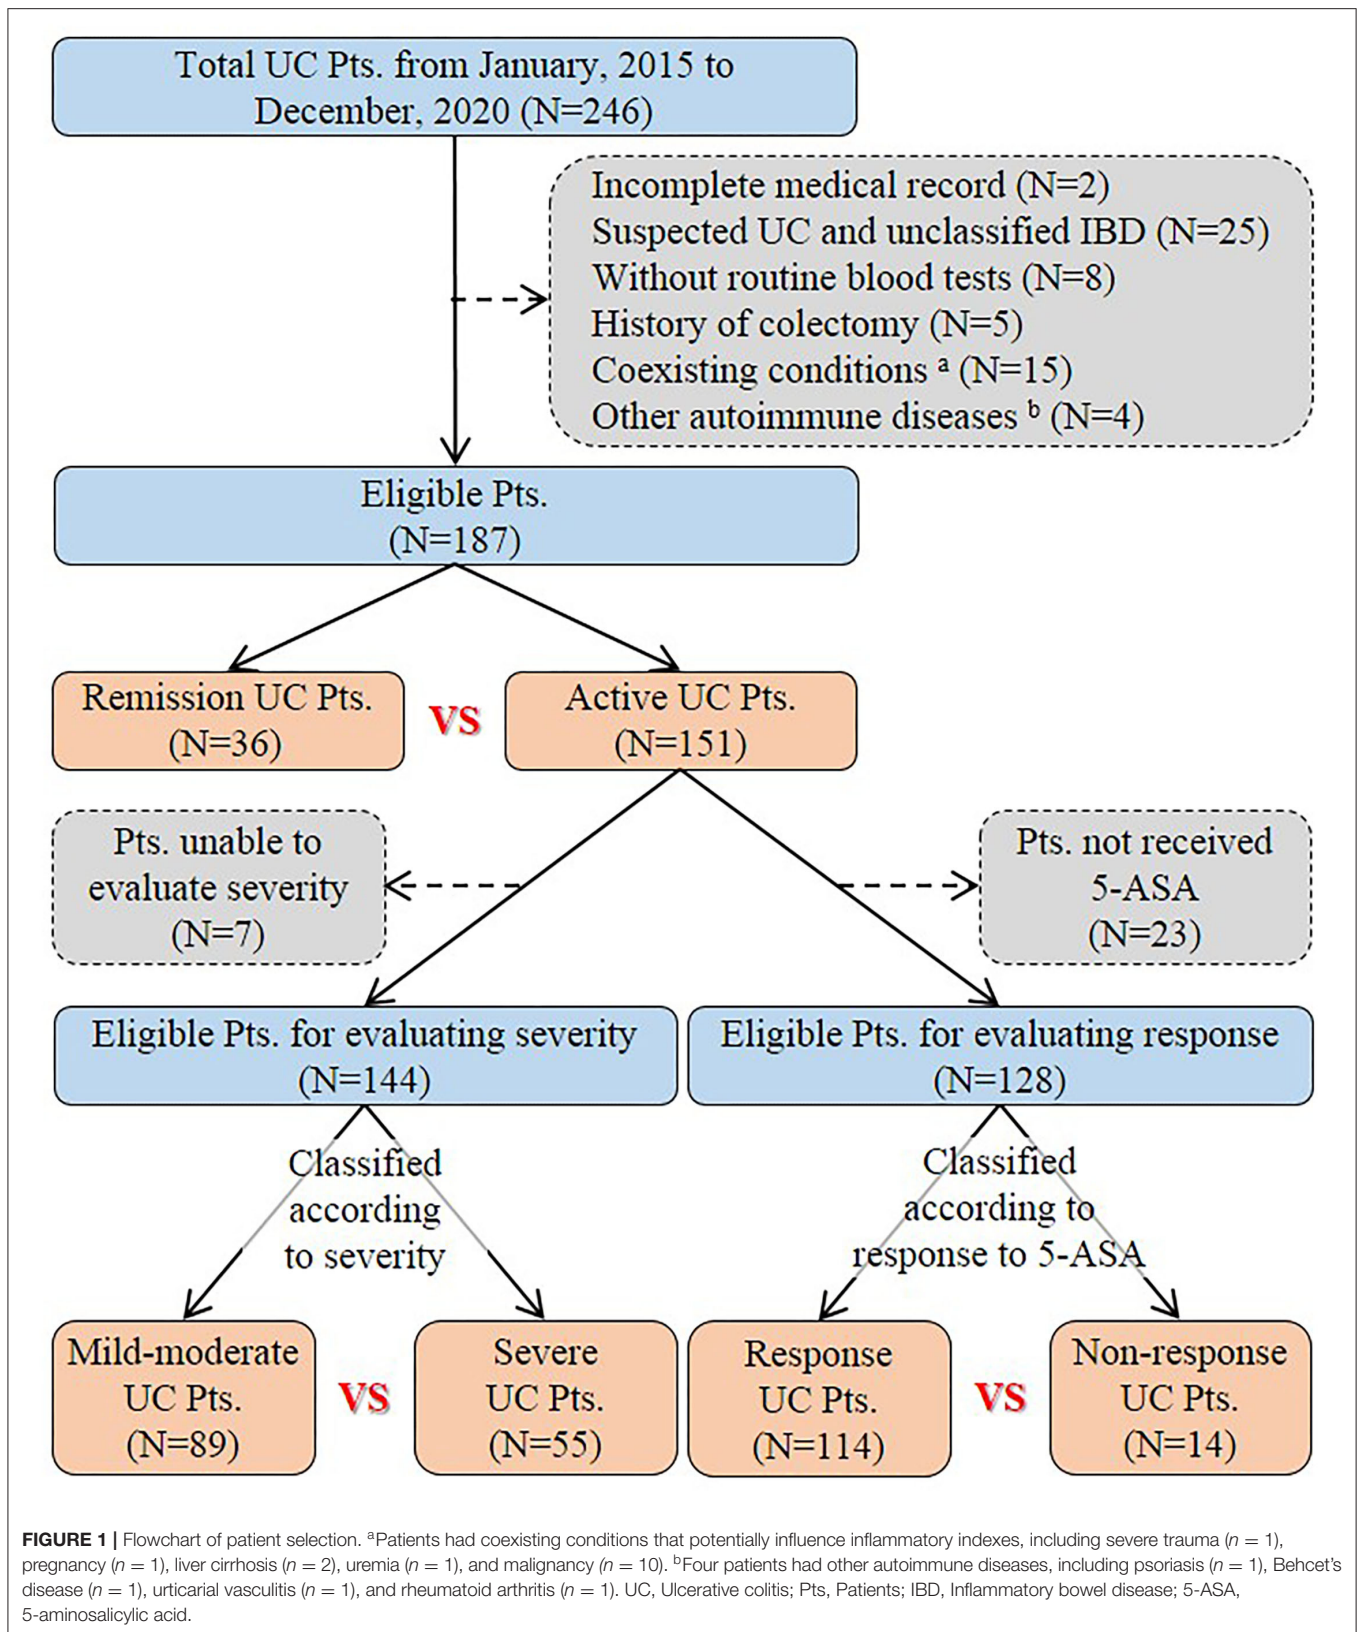 Total UC Pts. from January, 2015 to
December, 2020 (N=246)
Incomplete medical record (N=2)
Suspected UC and unclassified IBD (N=25)
Without routine blood tests (N=8)
History of colectomy (N=5)
Coexisting conditions a (N=15)
Other autoimmune diseases b (N=4)
Eligible Pts.
(N=187)
Remission UC Pts.
(N=36)
VS
Active UC Pts.
(N=151)
Pts. unable to
evaluate severity
(N=7)
Pts. not received
5-ASA
(N=23)
Eligible Pts. for evaluating severity
(N=144)
Eligible Pts. for evaluating response
(N=128)
Classified
according
to severity
Classified
according to
response to 5-ASA
Mild-moderate
UC Pts.
(N=89)
VS
Severe
UC Pts.
(N=55)
Response
UC Pts.
(N=114)
VS
Non-response
UC Pts.
(N=14)
FIGURE 1 | Flowchart of patient selection. aPatients had coexisting conditions that potentially influence inflammatory indexes, including severe trauma (n = 1),
pregnancy (n = 1), liver cirrhosis (n = 2), uremia (n = 1), and malignancy (n = 10). bFour patients had other autoimmune diseases, including psoriasis (n = 1), Behcet's
disease (n = 1), urticarial vasculitis (n = 1), and rheumatoid arthritis (n = 1). UC, Ulcerative colitis; Pts, Patients; IBD, Inflammatory bowel disease; 5-ASA,
5-aminosalicylic acid.